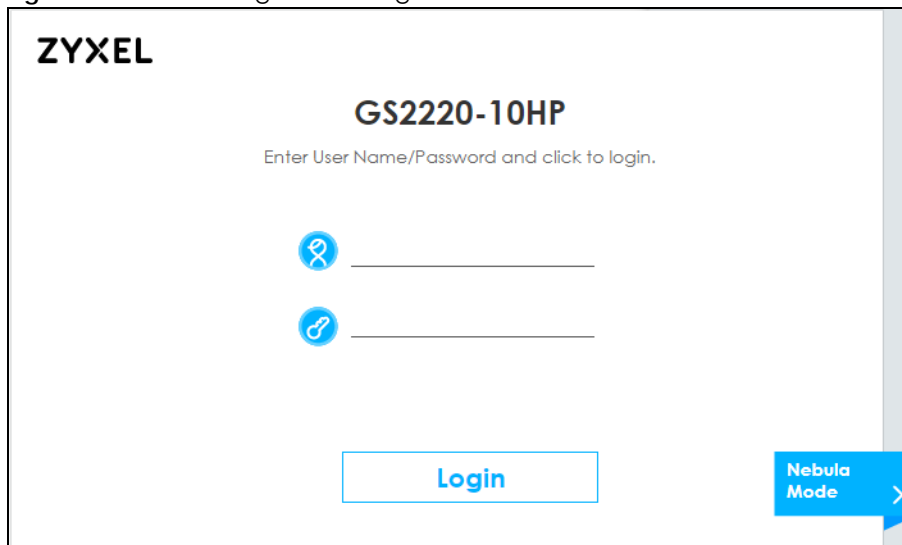 ZYXEL
GS2220-10HP
Enter User Name/Password and click to login.
Login
Nebula
Mode